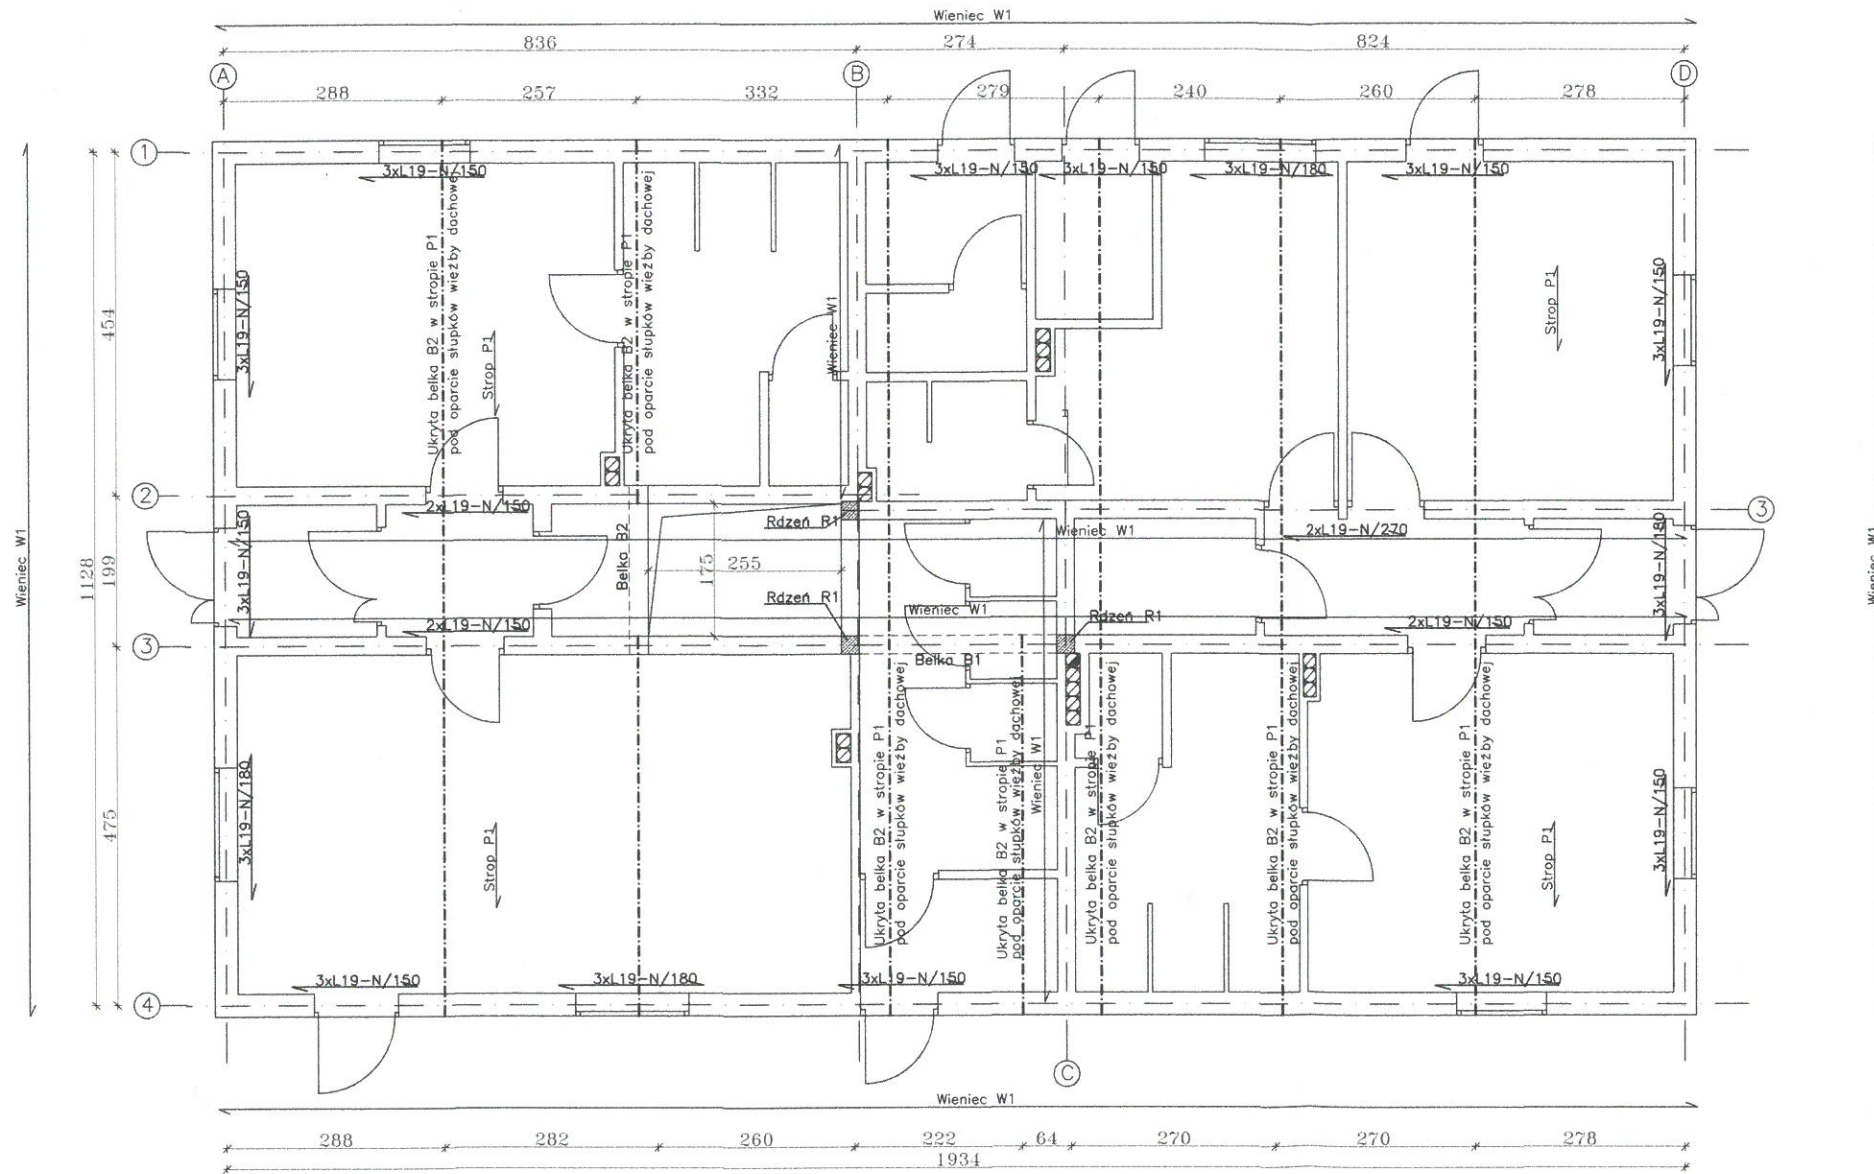 Wieniec W1
836
274
824
A
B
D
288
257
332
279
240
260
278
1
3xL19-N/150
3xL19-N/150
3xL19-N/150
3xL19-N/180
3xL19-N/150
Ukryta belka B2 w stropie P1
pod oparcie słupków więźby dachowej
Ukryta belka B2 w stropie P1
pod oparcie słupków więźby dachowej
3xL19-N/150
Strop P1
Wieniec W1
Strop P1
3xL19-N/150
454
2
2xL19-N/150
Rdzeń R1
Wieniec W1
2xL19-N/270
3
Wieniec W1
1128
199
3xL19-N/150
Belka B2
175
255
3xL19-N/180
Wieniec W1
Rdzeń R1
Wieniec W1
Rdzeń R1
2xL19-N/150
2xL19-N/150
3
Belka B1
475
3xL19-N/180
Strop P1
Ukryta belka B2 w stropie P1
pod oparcie słupków więźby dachowej
Ukryta belka B2 w stropie P1
pod oparcie słupków więźby dachowej
Wieniec W1
Ukryta belka B2 w stropie P1
pod oparcie słupków więźby dachowej
Ukryta belka B2 w stropie P1
pod oparcie słupków więźby dachowej
Ukryta belka B2 w stropie P1
pod oparcie słupków więźby dachowej
Strop P1
3xL19-N/150
3xL19-N/150
3xL19-N/180
3xL19-N/150
3xL19-N/150
4
C
Wieniec W1
288
282
260
222
64
270
270
278
1934